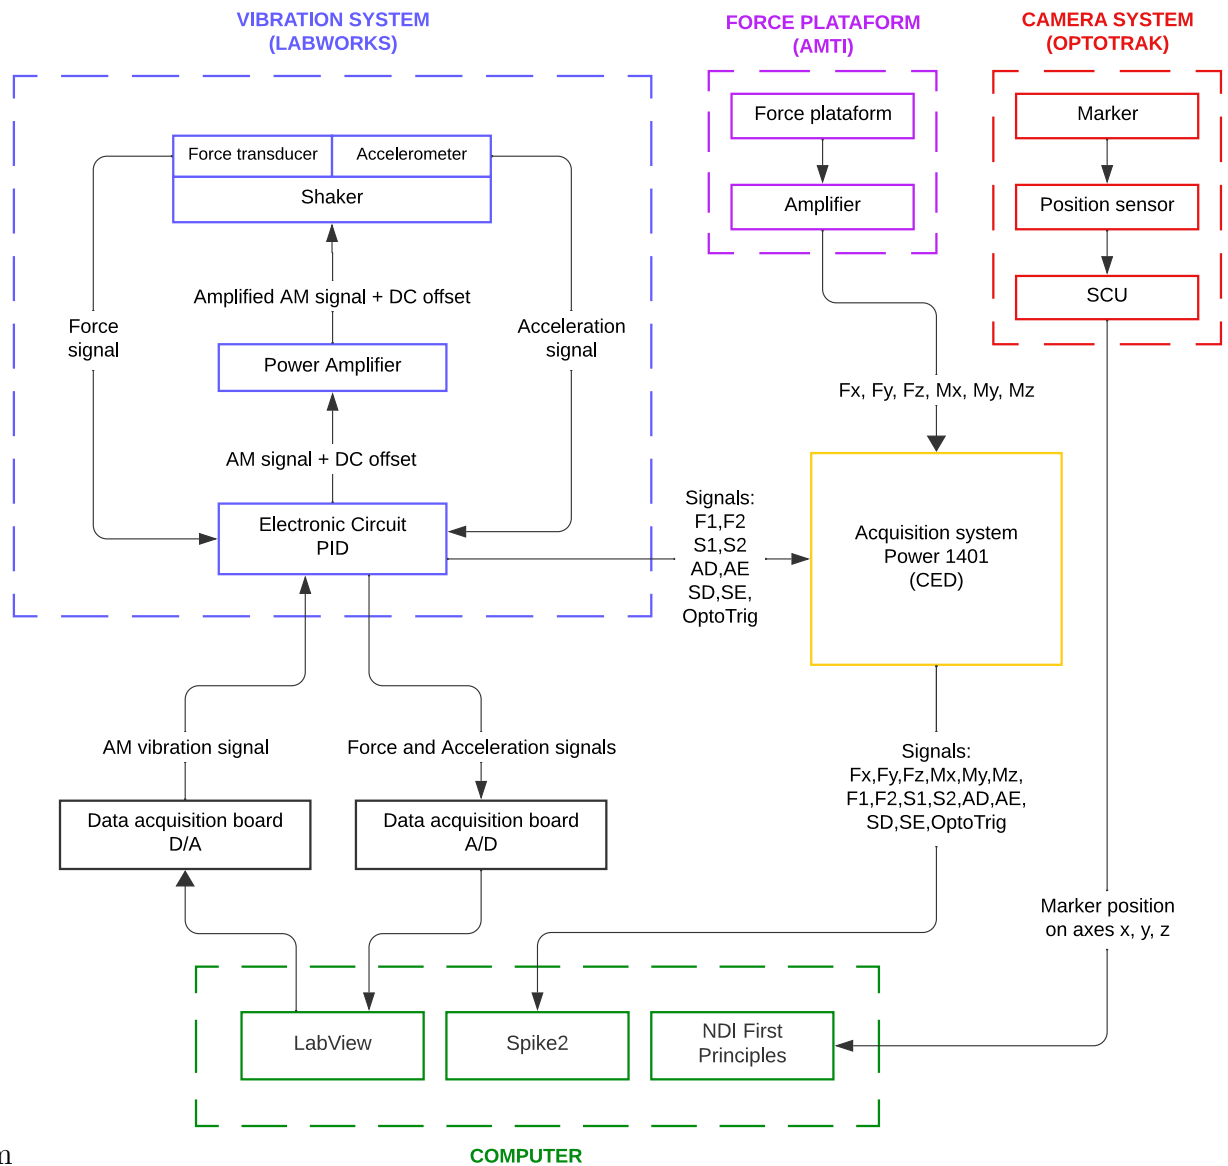 VIBRATION SYSTEM
(LABWORKS)
FORCE PLATAFORM
(AMTI)
CAMERA SYSTEM
(OPTOTRAK)
Force transducer
Accelerometer
Shaker
Amplified AM signal + DC offset
Force
signal
Acceleration
signal
Power Amplifier
AM signal + DC offset
Electronic Circuit
PID
Force plataform
Amplifier
Marker
Position sensor
SCU
Fx, Fy, Fz, Mx, My, Mz
Signals:
F1,F2
S1,S2
AD,AE
SD,SE,
OptoTrig
Acquisition system
Power 1401
(CED)
AM vibration signal
Force and Acceleration signals
Data acquisition board
D/A
Data acquisition board
A/D
Signals:
Fx,Fy,Fz,Mx,My,Mz,
F1,F2,S1,S2,AD,AE,
SD,SE,OptoTrig
Marker position
on axes x, y, z
LabView
Spike2
NDI First
Principles
COMPUTER